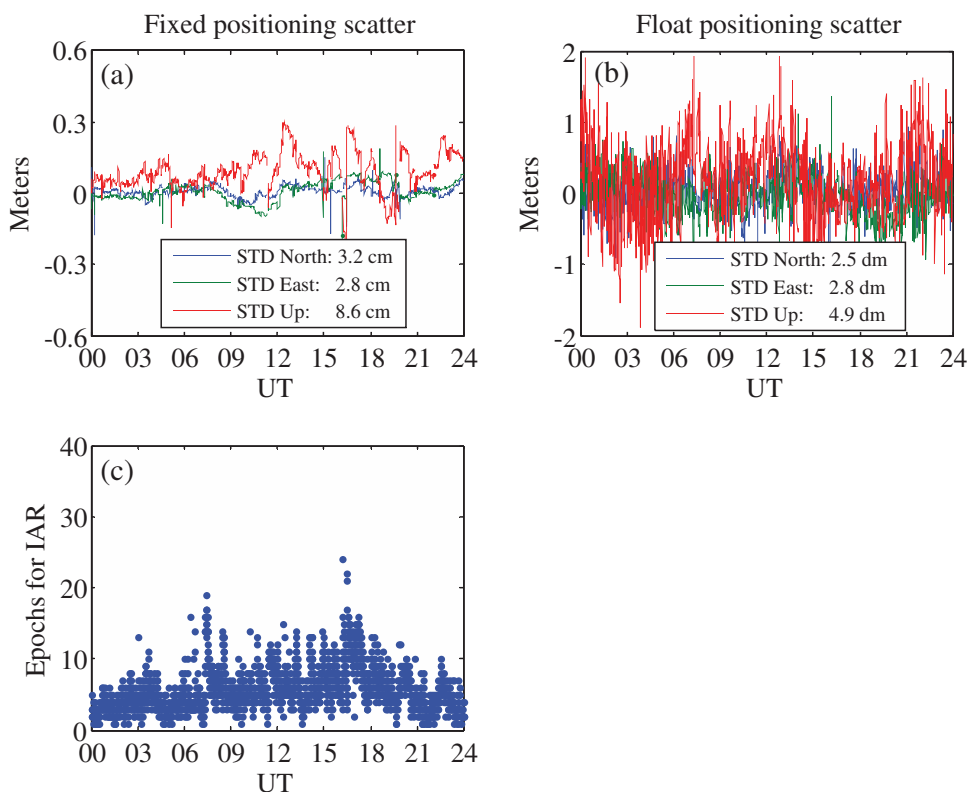 Fixed positioning scatter
0.6
0.3
0
-0.3
-0.6
Meters
(a)
STD North: 3.2 cm
STD East: 2.8 cm
STD Up: 8.6 cm
00 03 06 09 12 15 18 21 24
UT
Float positioning scatter
2
1
0
-1
-2
Meters
(b)
STD North: 2.5 dm
STD East: 2.8 dm
STD Up: 4.9 dm
00 03 06 09 12 15 18 21 24
UT
40
30
20
10
0
Epochs for IAR
(c)
00 03 06 09 12 15 18 21 24
UT